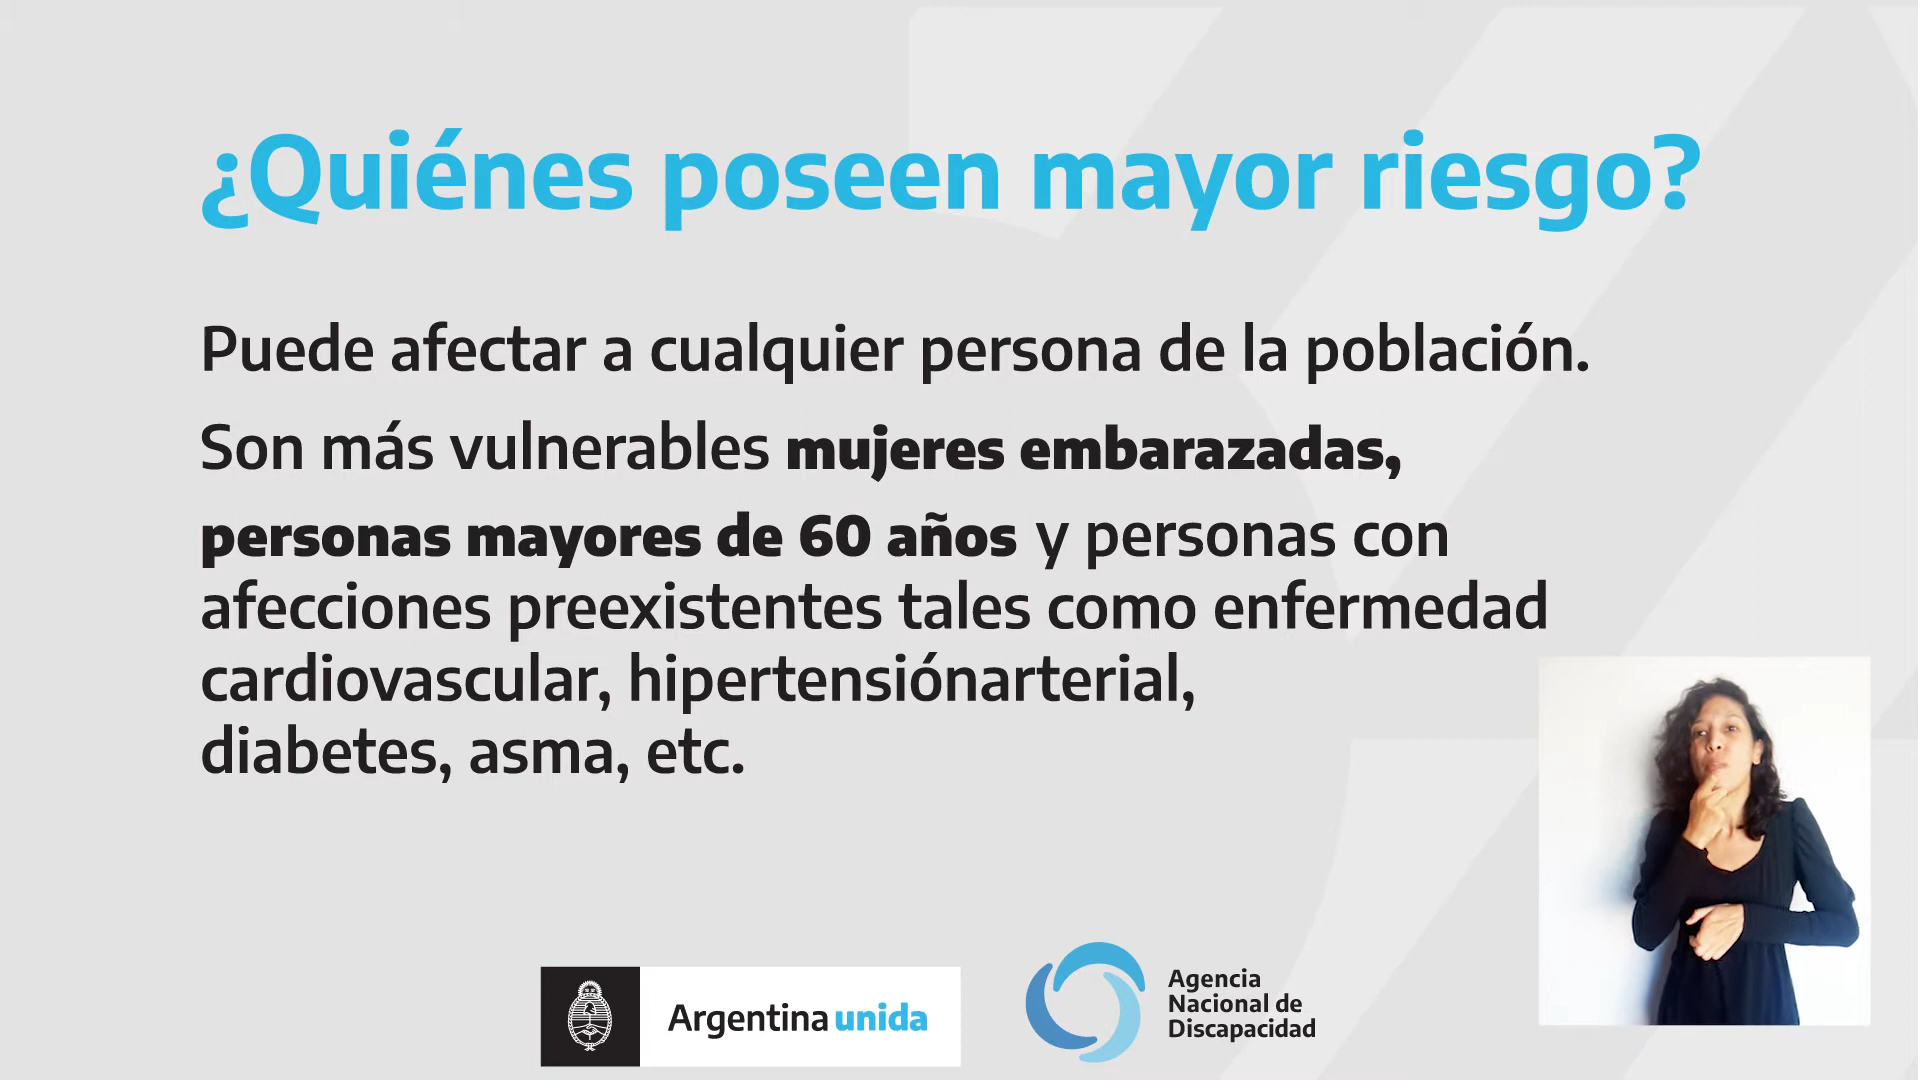 ¿Quiénes poseen mayor riesgo?
Puede afectar a cualquier persona de la población.
Son más vulnerables mujeres embarazadas,
personas mayores de 60 años y personas con
afecciones preexistentes tales como enfermedad
cardiovascular, hipertensiónarterial,
diabetes, asma, etc.
Argentina unida
Agencia
Nacional de
Discapacidad